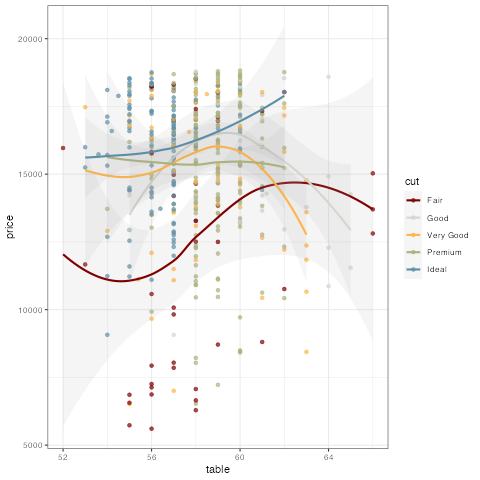 20000
15000
10000
5000
price
52
56
60
64
table
cut
Fair
Good
Very Good
Premium
Ideal